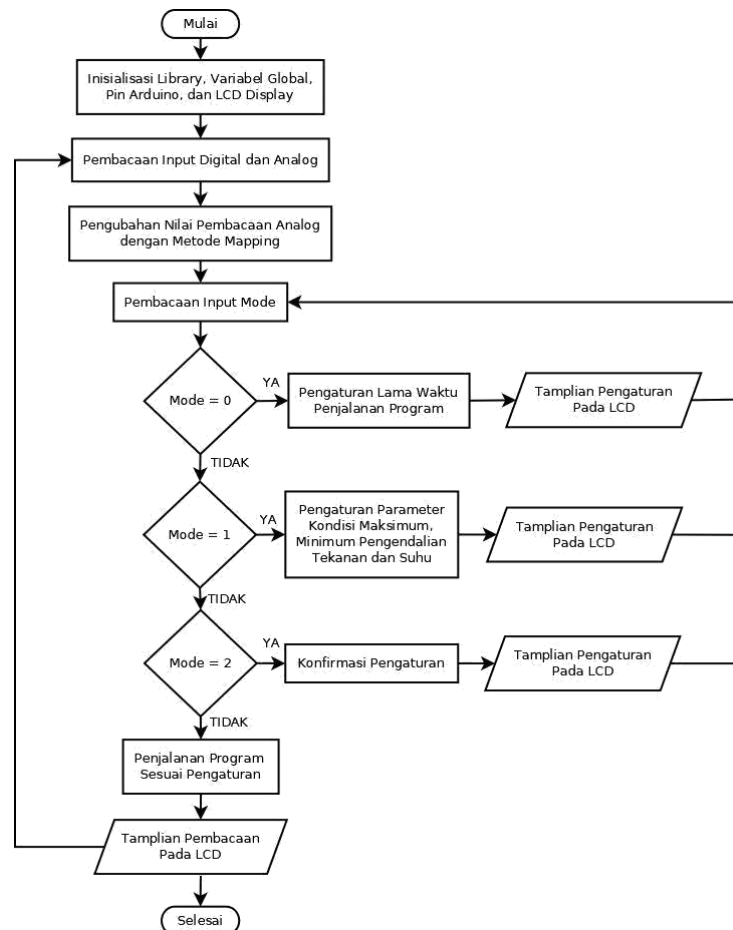 Mulai
Inisialisasi Library, Variabel Global,
Pin Arduino, dan LCD Display
Pembacaan Input Digital dan Analog
Pengubahan Nilai Pembacaan Analog
dengan Metode Mapping
Pembacaan Input Mode
Mode = 0
YA
Pengaturan Lama Waktu
Penjalanan Program
Tamplian Pengaturan
Pada LCD
TIDAK
Mode = 1
YA
Pengaturan Parameter
Kondisi Maksimum,
Minimum Pengendalian
Tekanan dan Suhu
Tamplian Pengaturan
Pada LCD
TIDAK
Mode = 2
YA
Konfirmasi Pengaturan
Tamplian Pengaturan
Pada LCD
TIDAK
Penjalanan Program
Sesuai Pengaturan
Tamplian Pembacaan
Pada LCD
Selesai